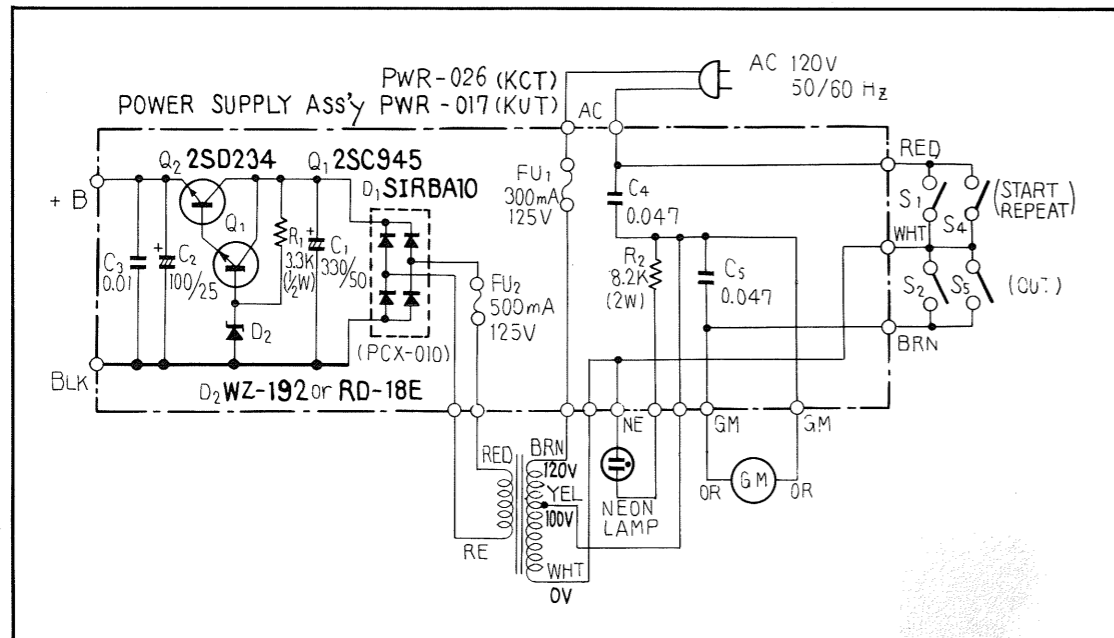 PWR-026 (KCT)
POWER SUPPLY Ass'y PWR-017 (KUT)
AC 120V
50/60 Hz
AC
Q2 2SD234 Q1 2SC945
D1 SIRBA10
+ B
Q1
R1
3.3K
(½W)
C1
330/50
C3
0.01
C2
100/25
D2
(PCX-010)
BLK
D2 WZ-192 or RD-18E
FU1
300mA
125V
FU2
500mA
125V
C4
0.047
R2
8.2K
(2W)
C5
0.047
RED
S1
S4
(START
REPEAT)
WHT
S2
S5
(CUT)
BRN
NE
GM
GM
RED
BRN
120V
YEL
100V
RE
WHT
0V
NEON
LAMP
OR
GM
OR